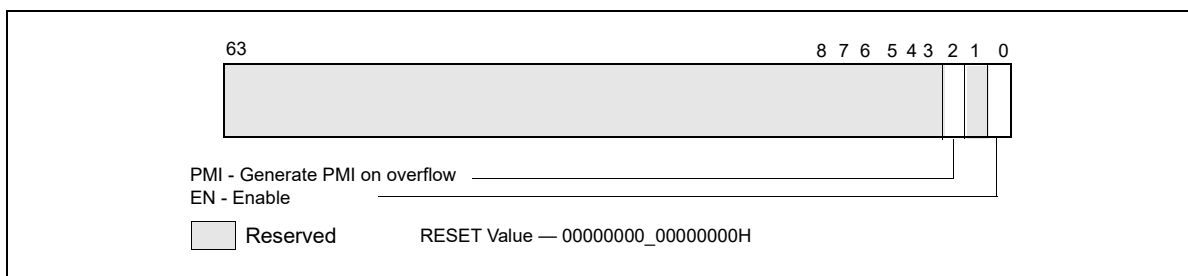 63 8 7 6 5 4 3 2 1 0
PMI - Generate PMI on overflow
EN - Enable
Reserved RESET Value — 00000000_00000000H